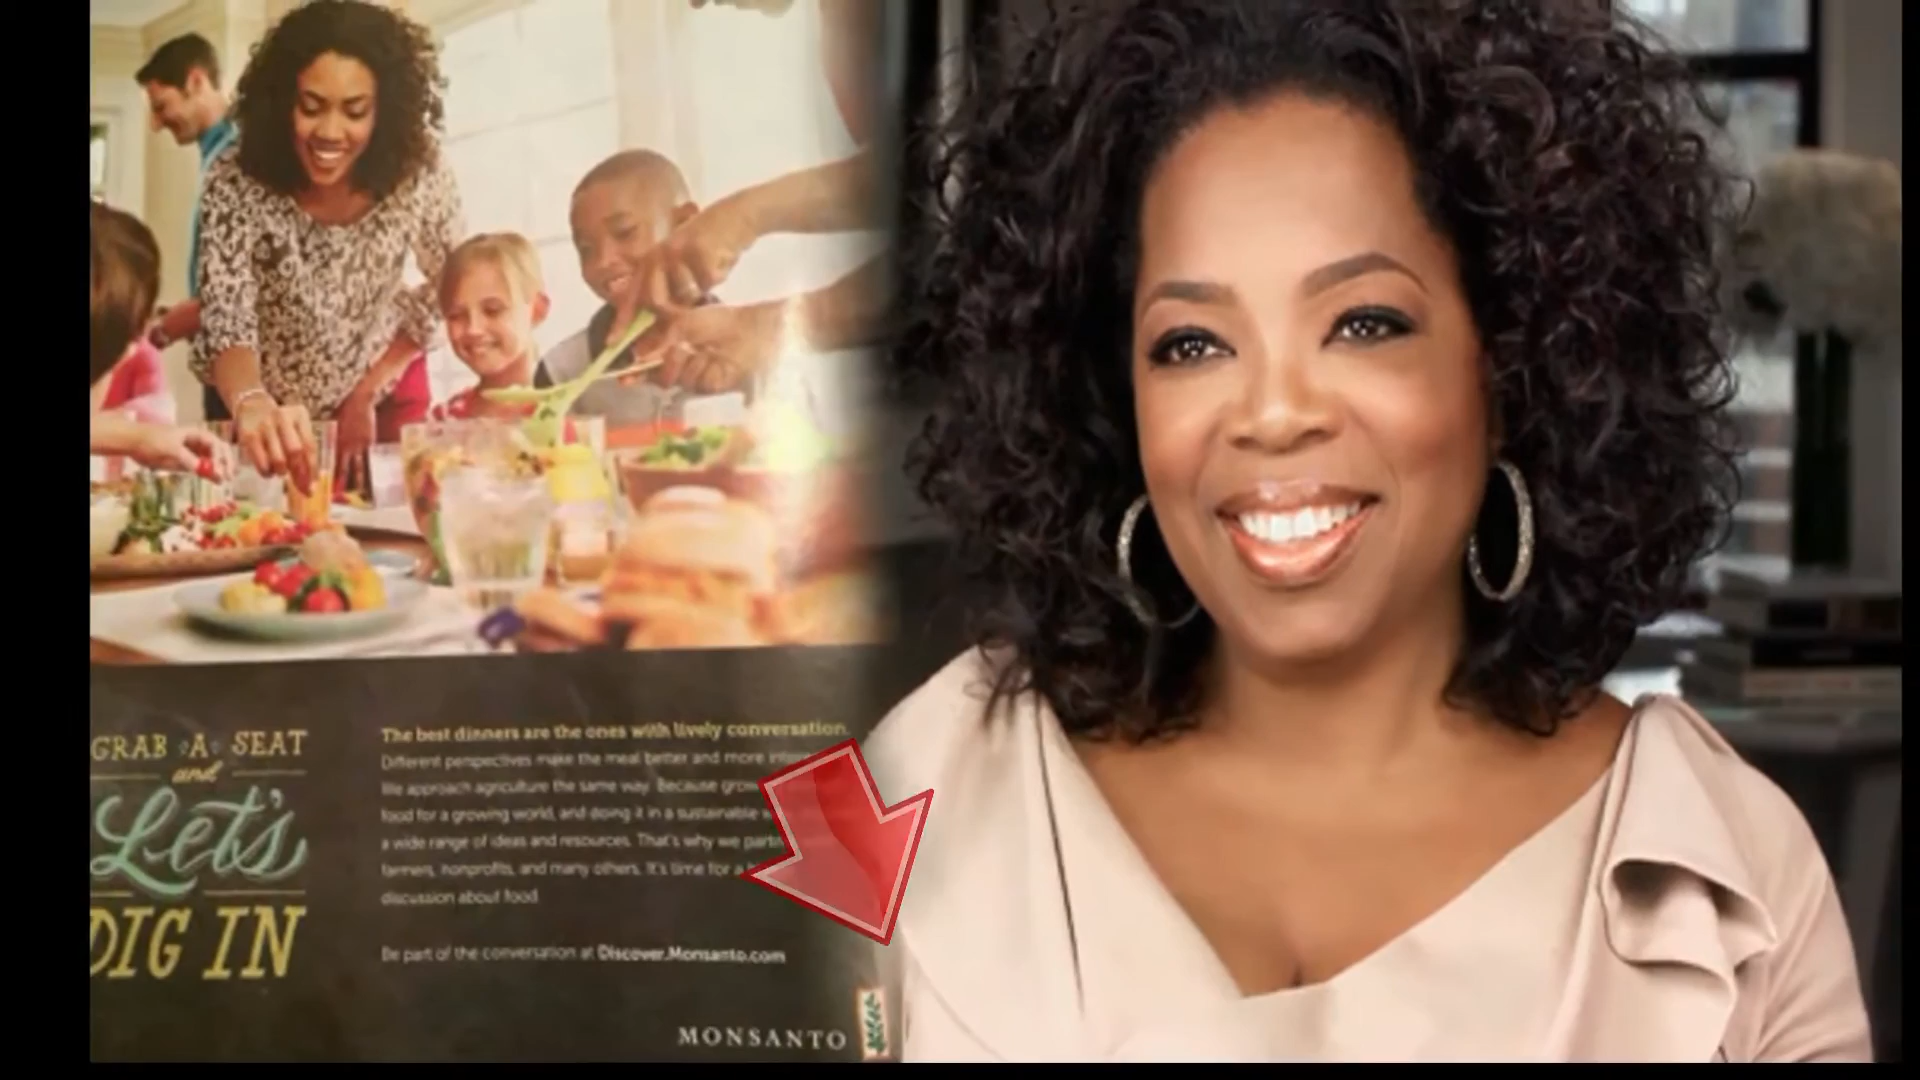 GRAB A SEAT
and
Let's
DIG IN
The best dinners are the ones with lively conversation.
Different perspectives make the meal better and more
We approach agriculture the same way. Because
food for a growing world, and doing it in a sustainable
a wide range of ideas and resources. That's why we
farmers, nonprofits, and many others. It's time for a
discussion about food.
Be part of the conversation at Discover.Monsanto.com
MONSANTO